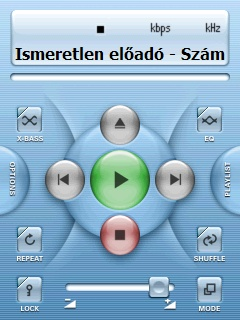 kbps kHz
Ismeretlen előadó - Szám
X-BASS EQ
OPTIONS PLAYLIST
REPEAT SHUFFLE
LOCK MODE